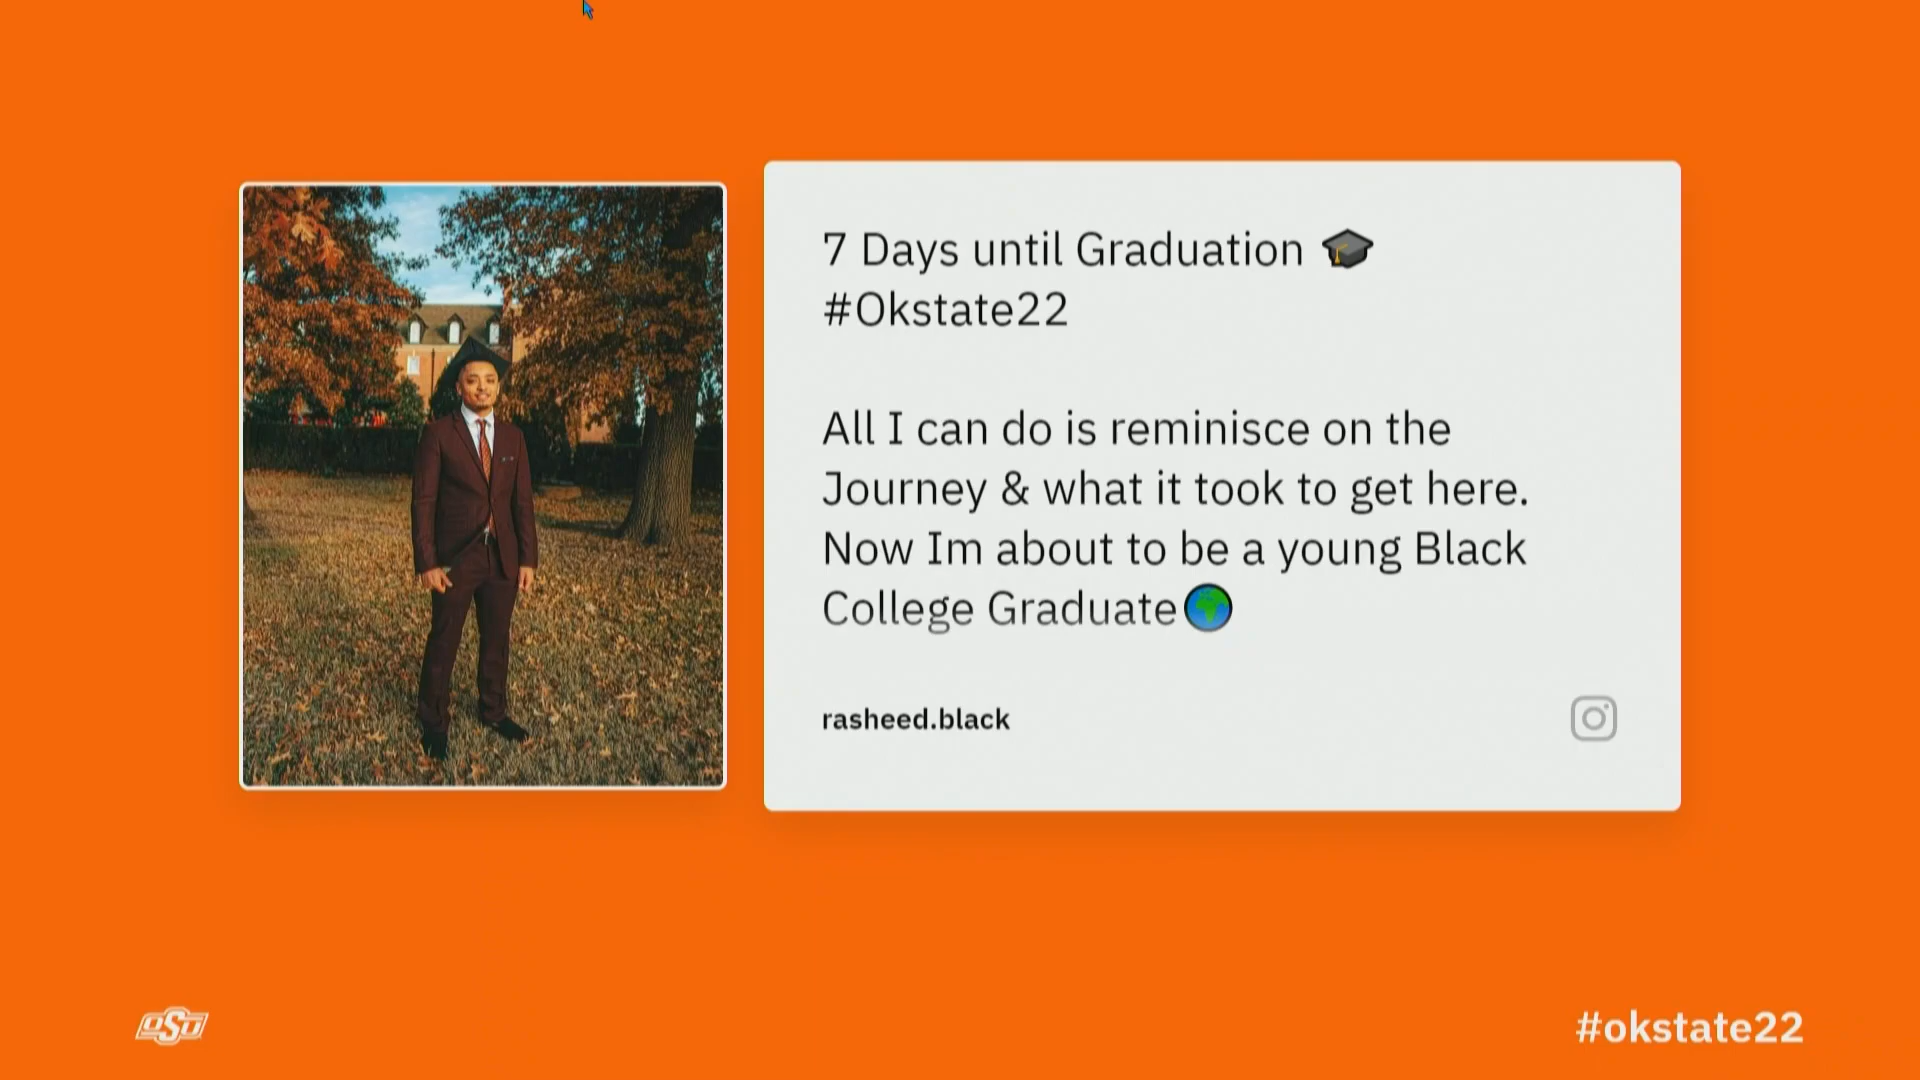 7 Days until Graduation 🎓
#Okstate22
All I can do is reminisce on the
Journey & what it took to get here.
Now Im about to be a young Black
College Graduate🌍
rasheed.black
OSU
#okstate22